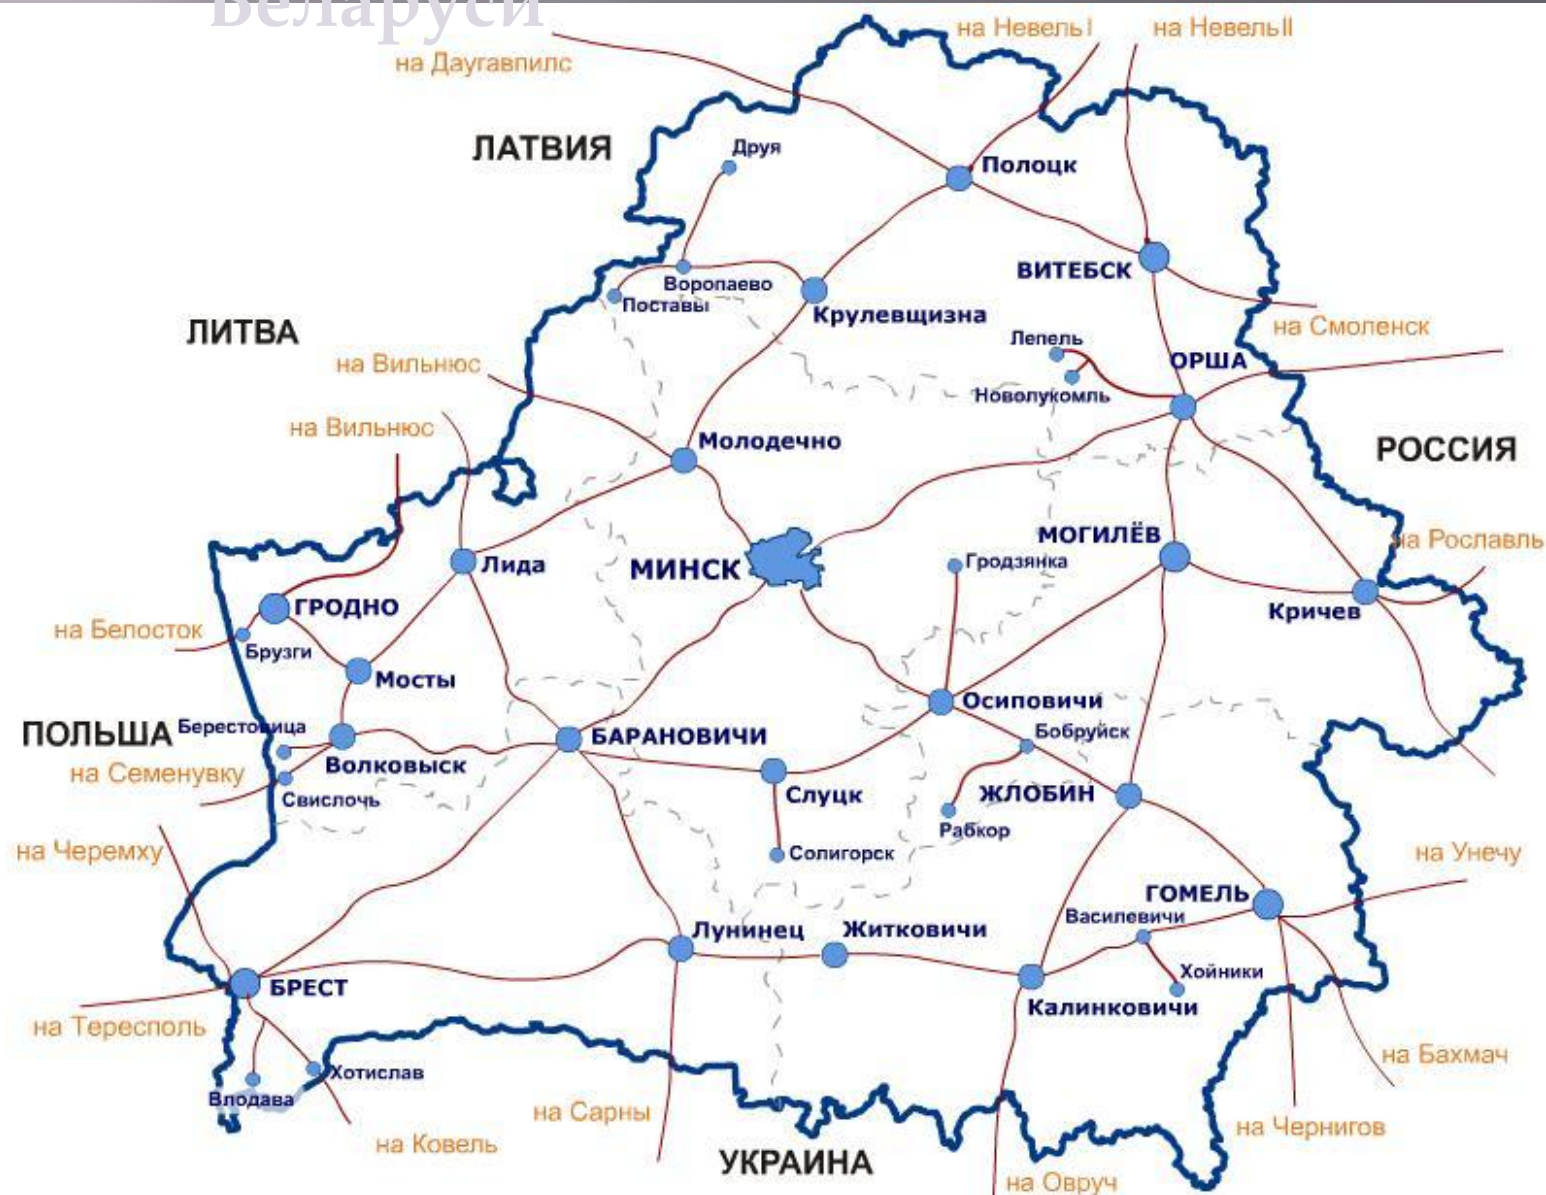 Беларуси
на Невель I
на Невель II
на Даугавпилс
ЛАТВИЯ
Друя
Полоцк
ВИТЕБСК
Воропаево
Поставы
Крулевщизна
ЛИТВА
на Смоленск
Лепель
ОРША
на Вильнюс
Новолукомль
на Вильнюс
Молодечно
РОССИЯ
МОГИЛЁВ
на Рославль
Лида
МИНСК
Гродзянка
ГРОДНО
Кричев
на Белосток
Брузги
Мосты
Осиповичи
Берестовица
ПОЛЬША
БАРАНОВИЧИ
Бобруйск
Волковыск
на Семенувку
Свислочь
Слуцк
ЖЛОБИН
Рабкор
на Черемху
Солигорск
на Унечу
ГОМЕЛЬ
Василевичи
Лунинец
Житковичи
Хойники
БРЕСТ
Калинковичи
на Тересполь
на Бахмач
Хотислав
Влодава
на Сарны
на Чернигов
на Ковель
УКРАИНА
на Овруч